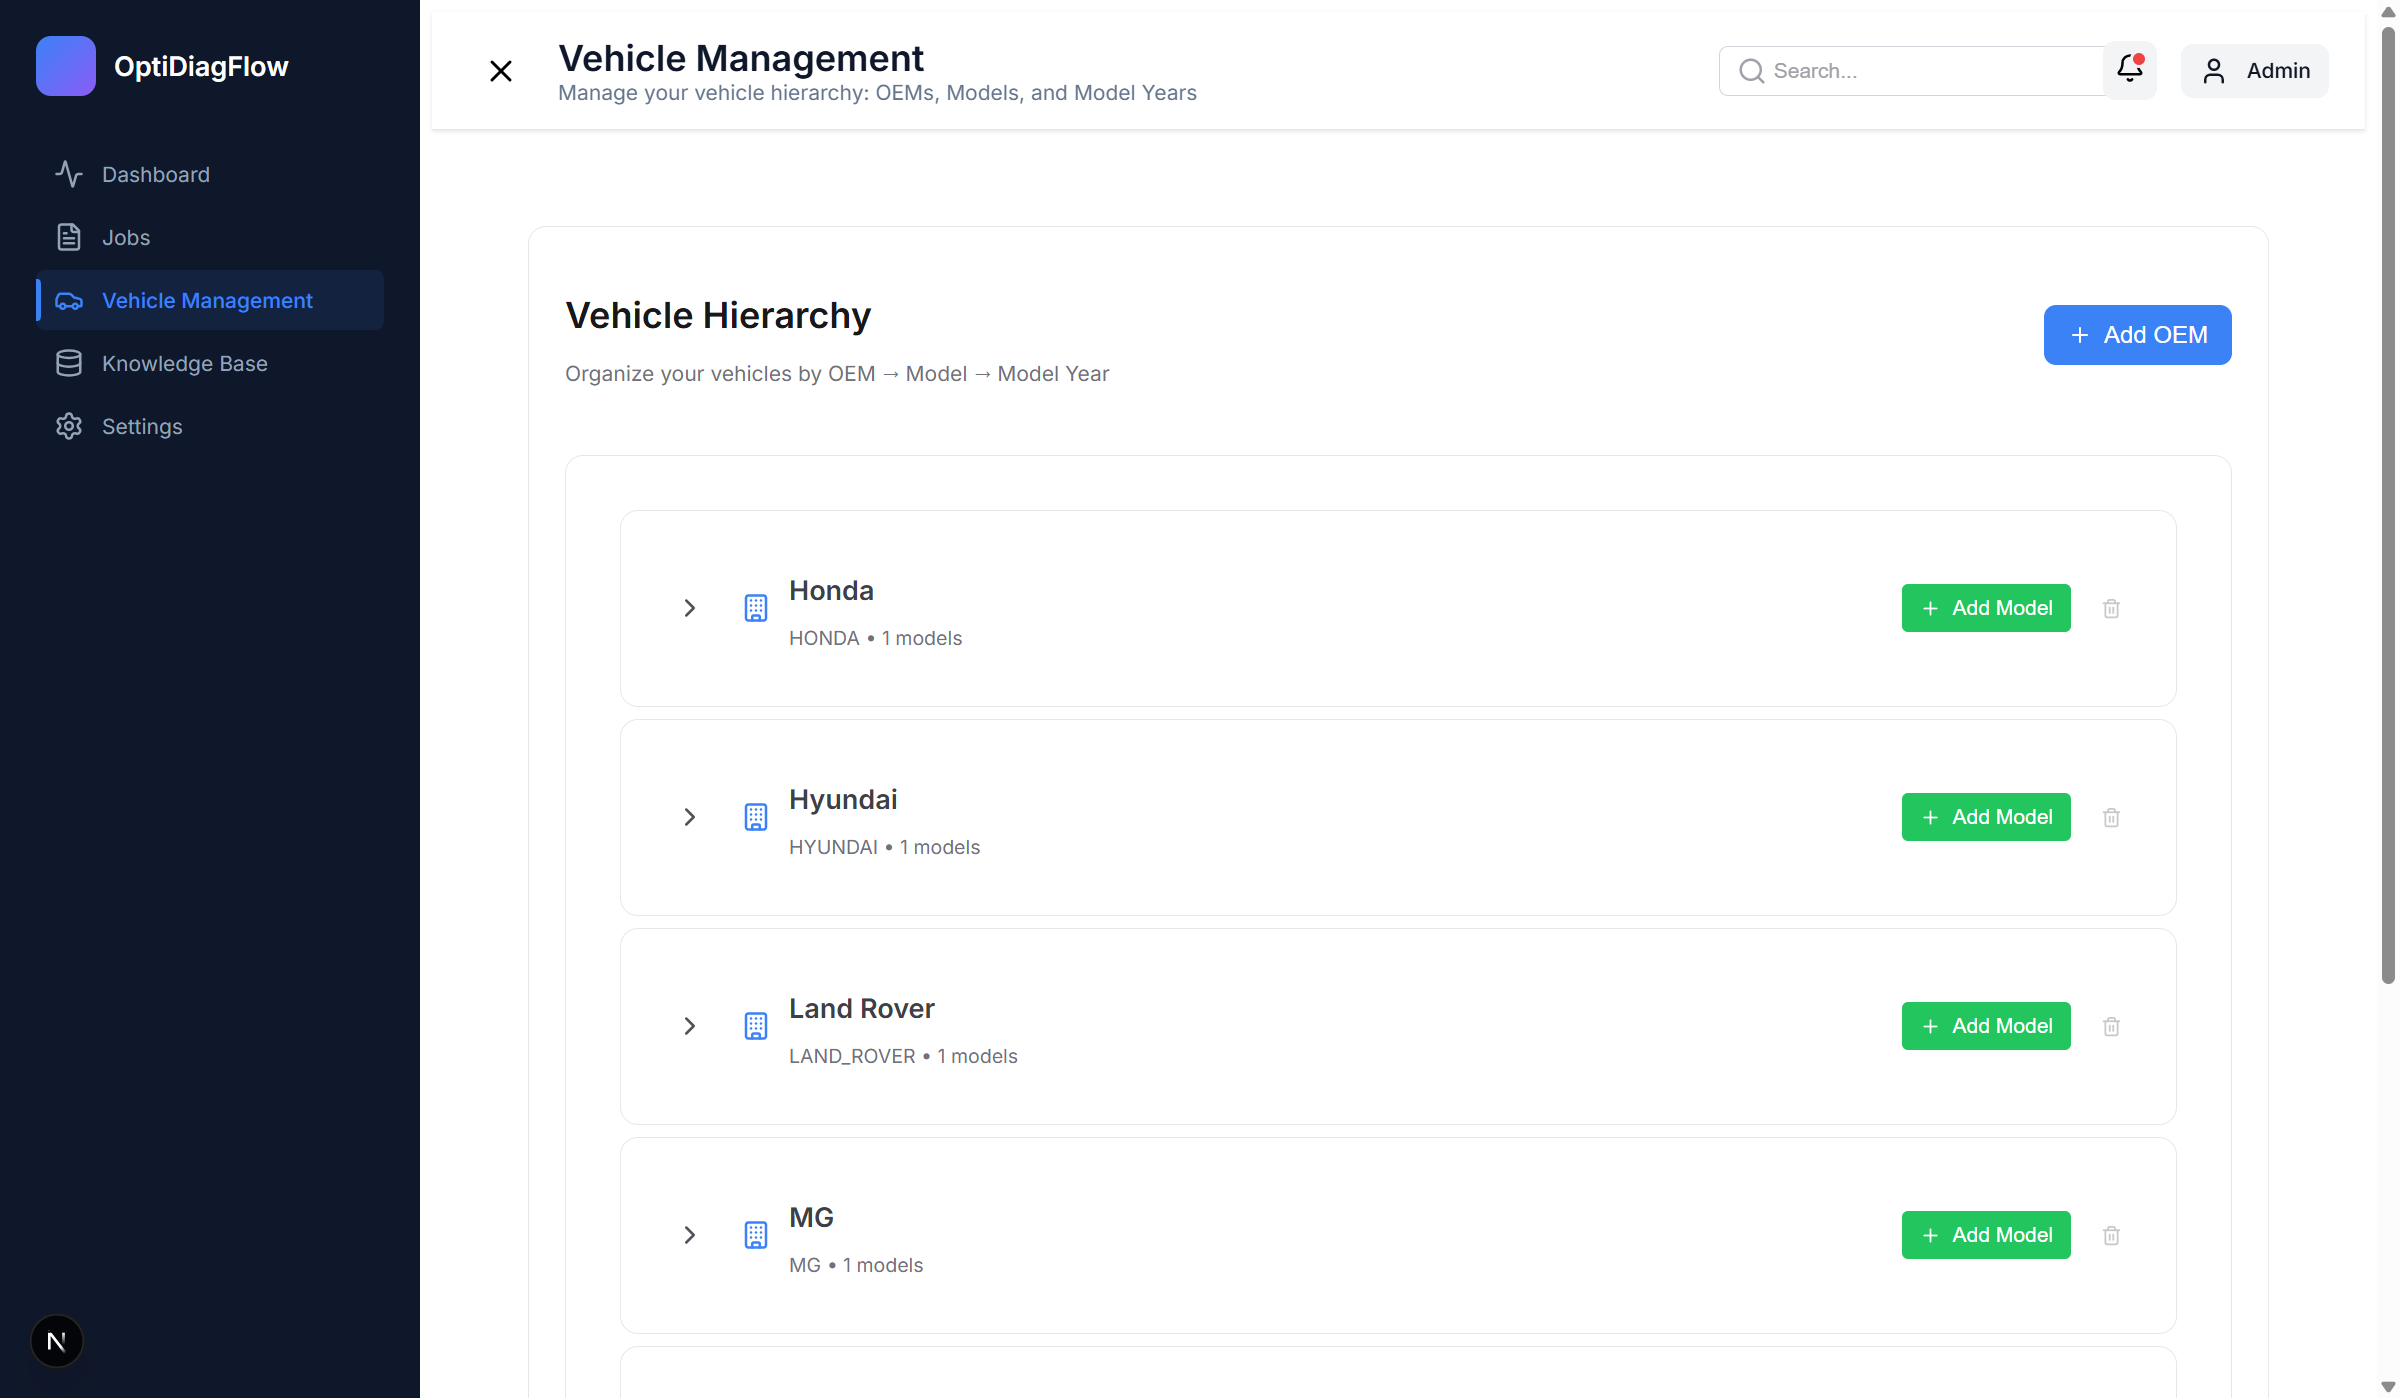 OptiDiagFlow
Dashboard
Jobs
Vehicle Management
Knowledge Base
Settings
N
Vehicle Management
Manage your vehicle hierarchy: OEMs, Models, and Model Years
Search...
Admin
Vehicle Hierarchy
Organize your vehicles by OEM → Model → Model Year
+ Add OEM
Honda
HONDA • 1 models
+ Add Model
Hyundai
HYUNDAI • 1 models
+ Add Model
Land Rover
LAND_ROVER • 1 models
+ Add Model
MG
MG • 1 models
+ Add Model